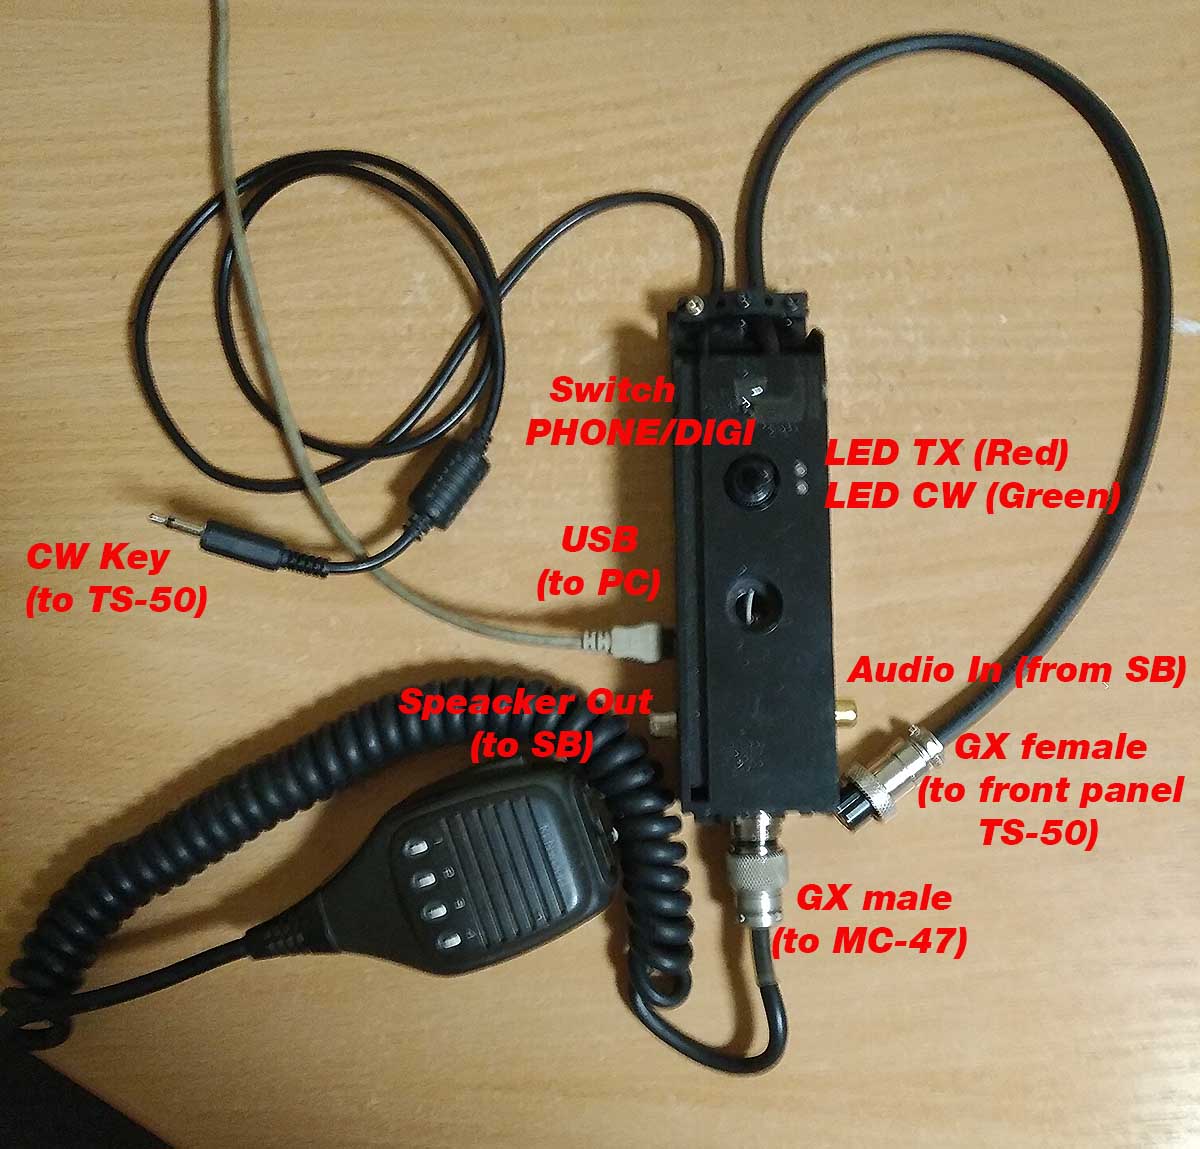 Switch
PHONE/DIGI
LED TX (Red)
LED CW (Green)
CW Key
(to TS-50)
USB
(to PC)
Audio In (from SB)
Speacker Out
(to SB)
GX female
(to front panel
TS-50)
GX male
(to MC-47)